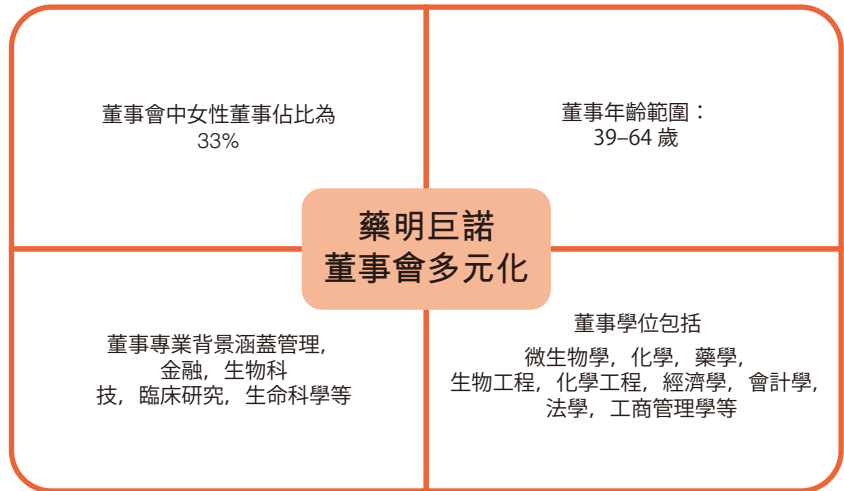 董事會中女性董事佔比為
33%
董事年齡範圍：
39–64 歲
藥明巨諾
董事會多元化
董事專業背景涵蓋管理,
金融, 生物科
技, 臨床研究, 生命科學等
董事學位包括
微生物學, 化學, 藥學,
生物工程, 化學工程, 經濟學, 會計學,
法學, 工商管理學等